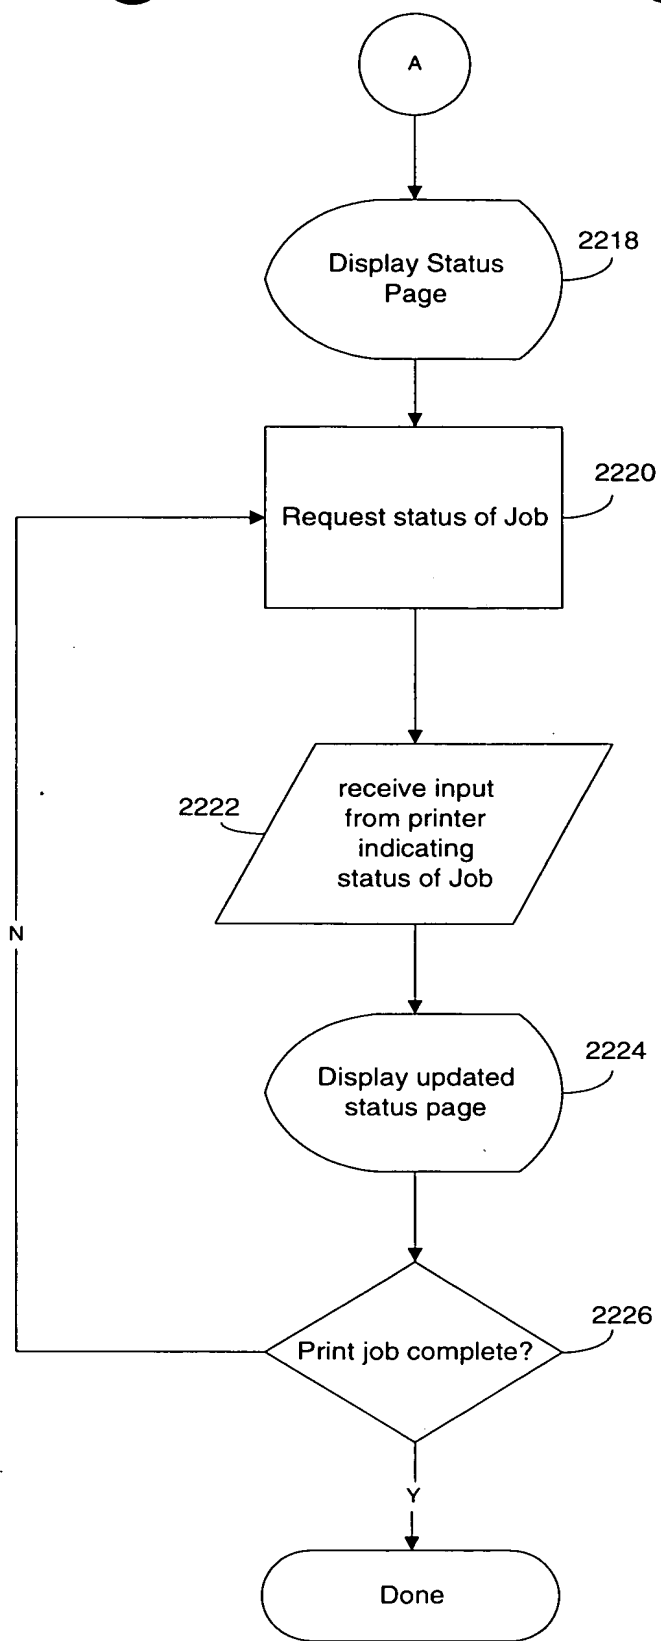 A
Display Status
Page
2218
Request status of Job
2220
receive input
from printer
indicating
status of Job
2222
N
Display updated
status page
2224
Print job complete?
2226
Y
Done